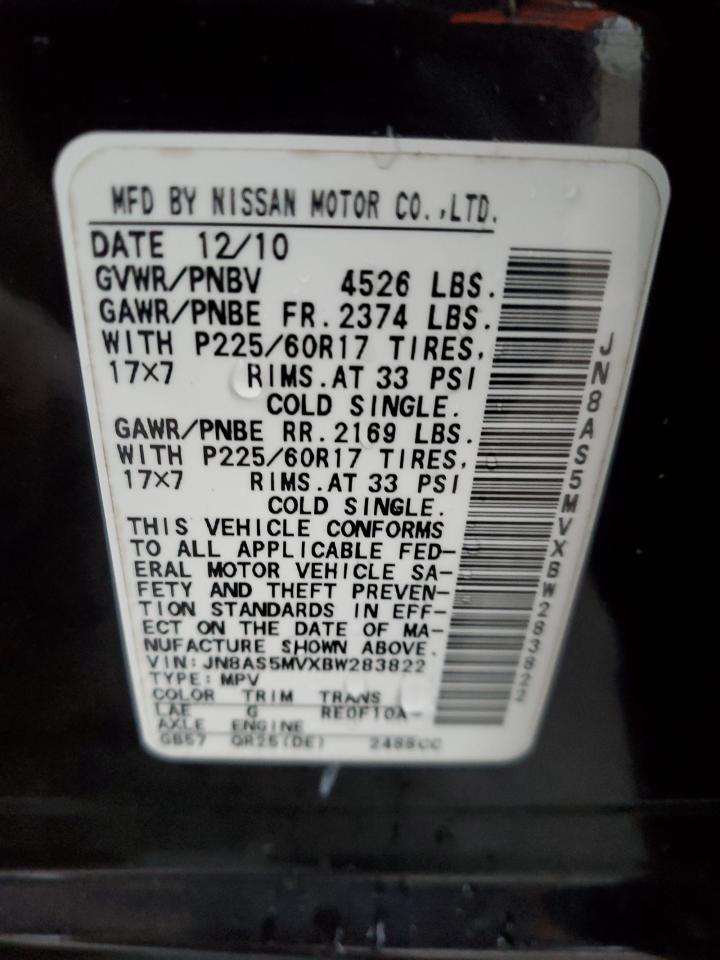 MFD BY NISSAN MOTOR CO.,LTD.
DATE 12/10
GVWR/PNBV 4526 LBS.
GAWR/PNBE FR.2374 LBS.
WITH P225/60R17 TIRES,
17×7 RIMS.AT 33 PSI
COLD SINGLE.
GAWR/PNBE RR.2169 LBS.
WITH P225/60R17 TIRES,
17×7 RIMS.AT 33 PSI
COLD SINGLE.
THIS VEHICLE CONFORMS
TO ALL APPLICABLE FED-
ERAL MOTOR VEHICLE SA-
FETY AND THEFT PREVEN-
TION STANDARDS IN EFF-
ECT ON THE DATE OF MA-
NUFACTURE SHOWN ABOVE.
VIN:JN8AS5MVXBW283822
TYPE:MPV
COLOR TRIM TRANS
LAE G RE0F10A-
AXLE ENGINE
GB57 QR25(DE) 2488CC
JN8AS5MVXBW283822